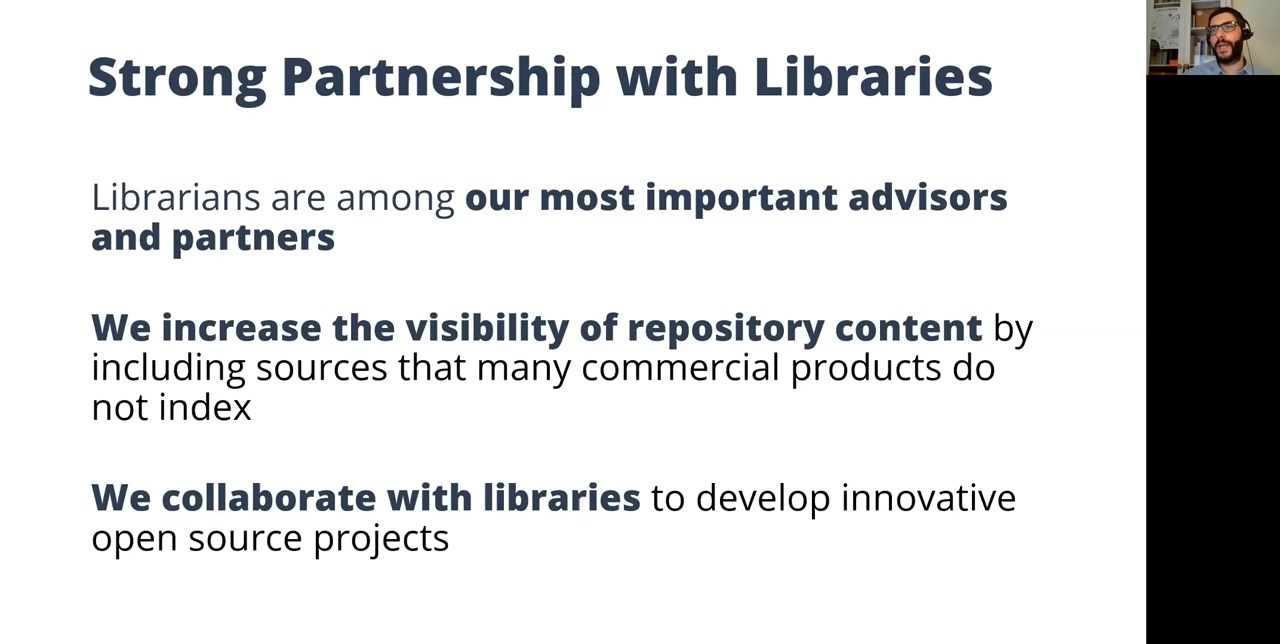 Strong Partnership with Libraries
Librarians are among our most important advisors
and partners
We increase the visibility of repository content by
including sources that many commercial products do
not index
We collaborate with libraries to develop innovative
open source projects